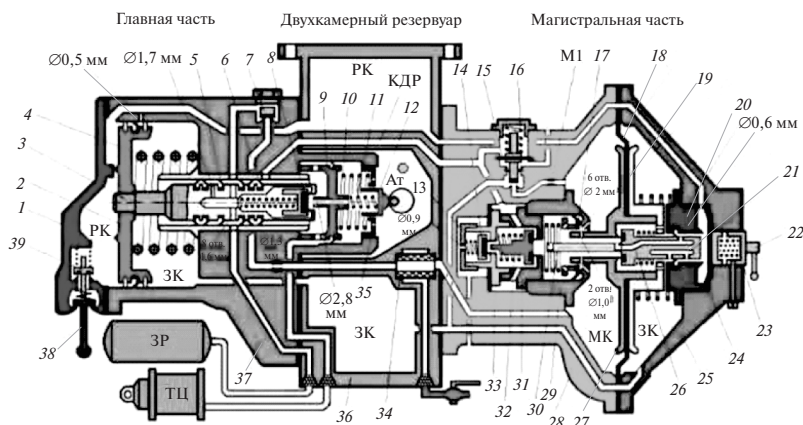 Главная часть Двухкамерный резервуар Магистральная часть
∅0,5 мм ∅1,7 мм 5 6 7 8 РК КДР 14 15 16 М1 17 18
4 9 10 11 12 19
3 20 ∅0,6 мм
2 Ат 13 6 отв. ∅ 2 мм 21
1 РК ∅0,9 мм 22
39 8 отв.
ЗК ∅2,8 мм 35 2 отв. ∅1,0 мм
ЗК МК ЗК 23
38 ЗР 34 24
37 33 32 31 30 29 28 27 26 25
ТЦ 36